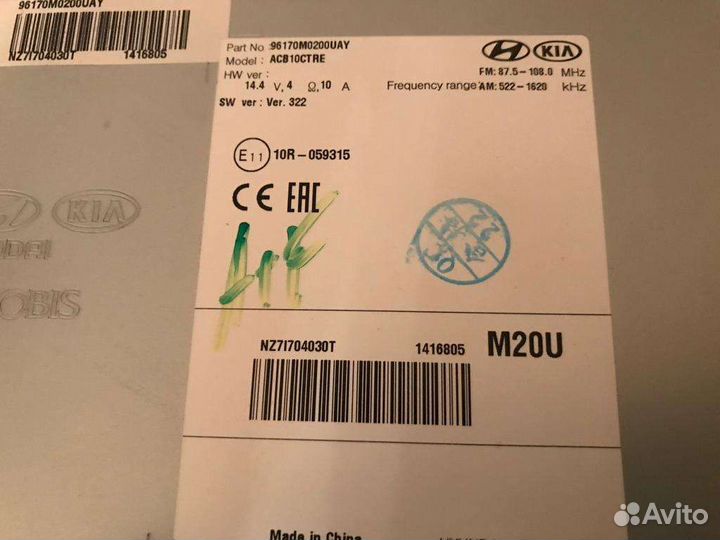 96170M0200UAY
NZ7I704030T 1416805
KIA
MOBIS
Part No :96170M0200UAY
Model : ACB10CTRE
HW ver :
14.4 V,4 Ω,10 A
SW ver : Ver. 322
KIA
FM: 87.5-108.0 MHz
Frequency range: AM: 522-1620 kHz
E11 10R-059315
CE EAC
NZ7I704030T 1416805 M20U
Made in China
Avito